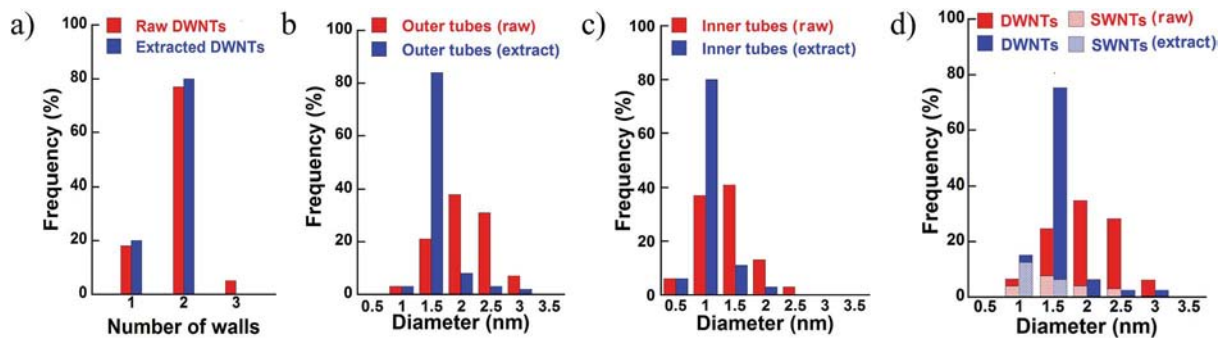 a)
Raw DWNTs
Extracted DWNTs
100
80
60
40
20
0
Frequency (%)
1 2 3
Number of walls
b
Outer tubes (raw)
Outer tubes (extract)
100
80
60
40
20
0
Frequency (%)
0.5 1 1.5 2 2.5 3 3.5
Diameter (nm)
c)
Inner tubes (raw)
Inner tubes (extract)
100
80
60
40
20
0
Frequency (%)
0.5 1 1.5 2 2.5 3 3.5
Diameter (nm)
d)
DWNTs SWNTs (raw)
DWNTs SWNTs (extract)
100
80
60
40
20
0
Frequency (%)
0.5 1 1.5 2 2.5 3 3.5
Diameter (nm)